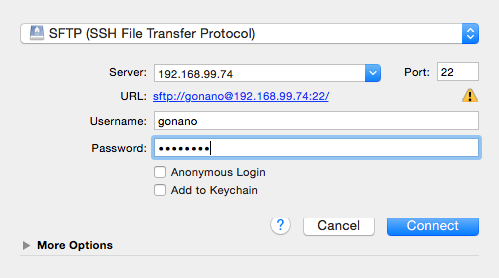 SFTP (SSH File Transfer Protocol)
Server: 192.168.99.74 Port: 22
URL: sftp://gonano@192.168.99.74:22/
Username: gonano
Password: ••••••••
Anonymous Login
Add to Keychain
? Cancel Connect
More Options